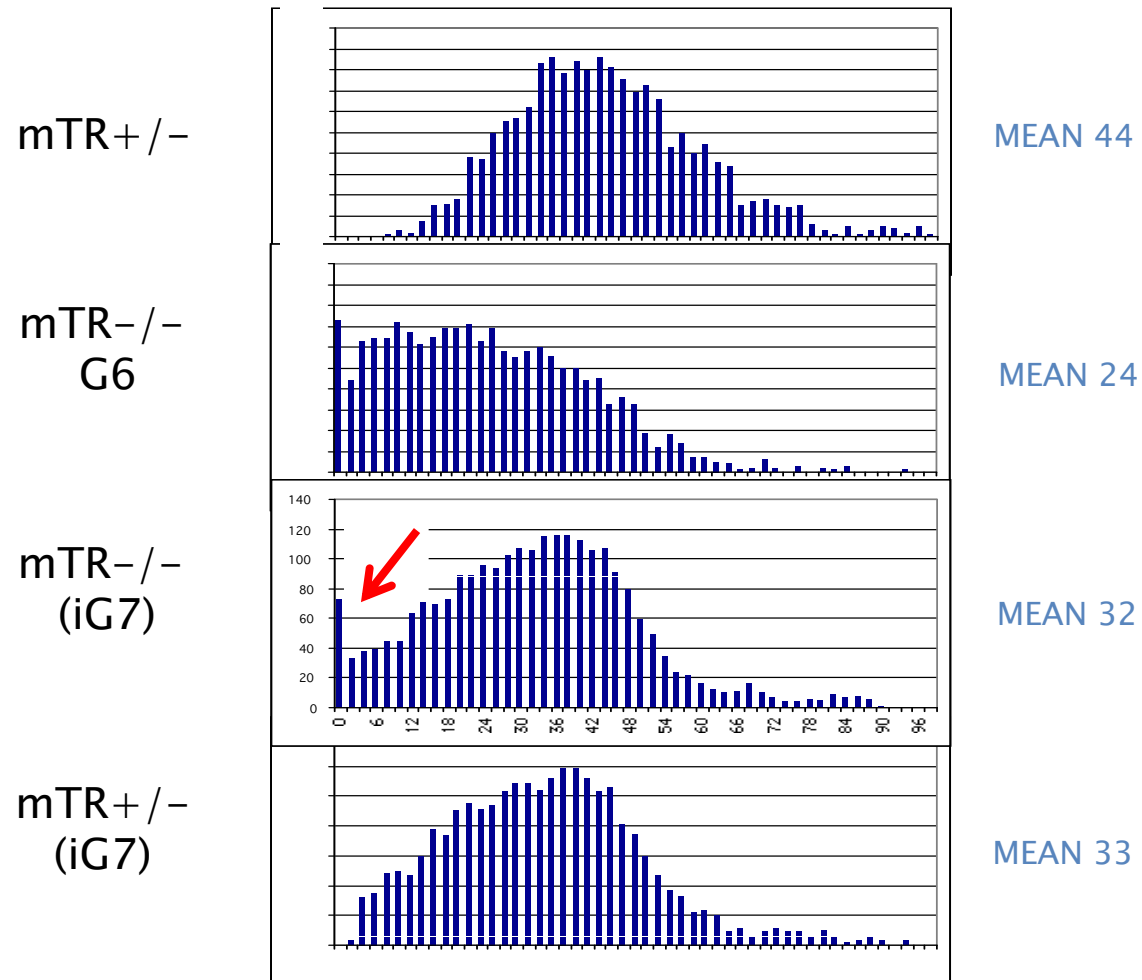 mTR+/-
MEAN 44
mTR-/-
G6
MEAN 24
mTR-/-
(iG7)
MEAN 32
140
120
100
80
60
40
20
0
0 6 12 18 24 30 36 42 48 54 60 66 72 78 84 90 96
mTR+/-
(iG7)
MEAN 33